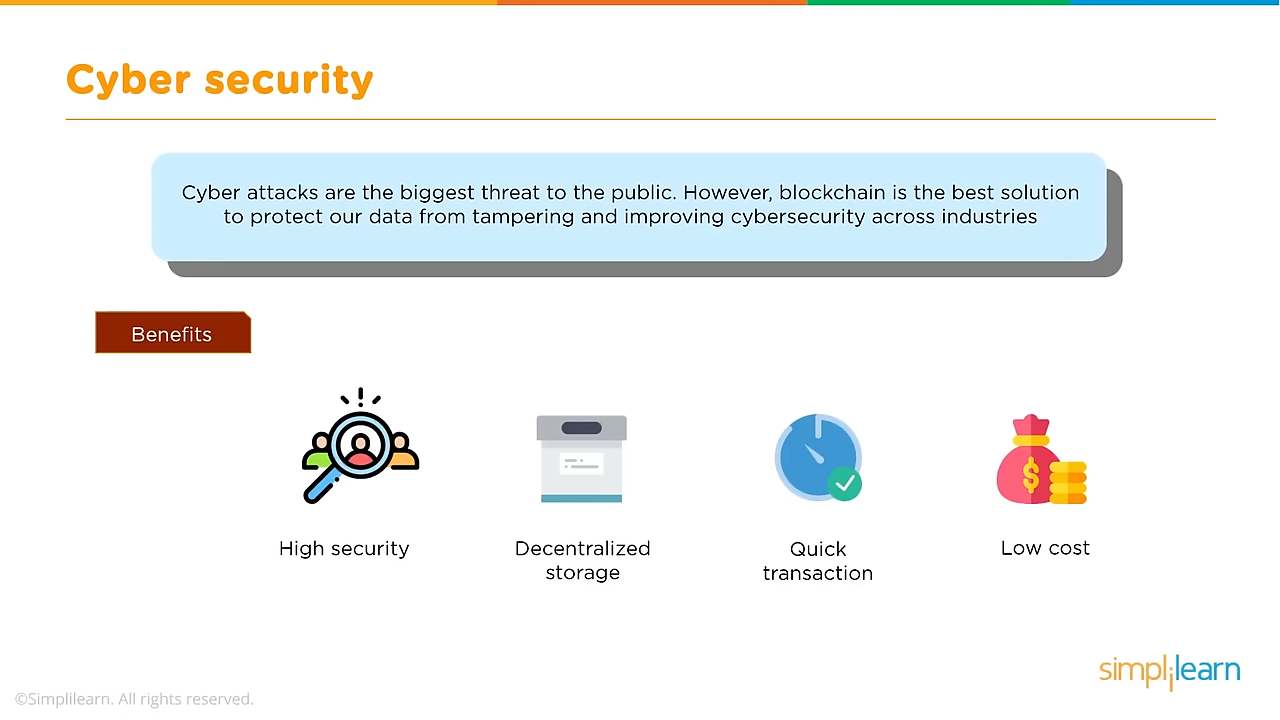 Cyber security
Cyber attacks are the biggest threat to the public. However, blockchain is the best solution
to protect our data from tampering and improving cybersecurity across industries
Benefits
$
High security
Decentralized
storage
Quick
transaction
Low cost
simplilearn
©Simplilearn. All rights reserved.